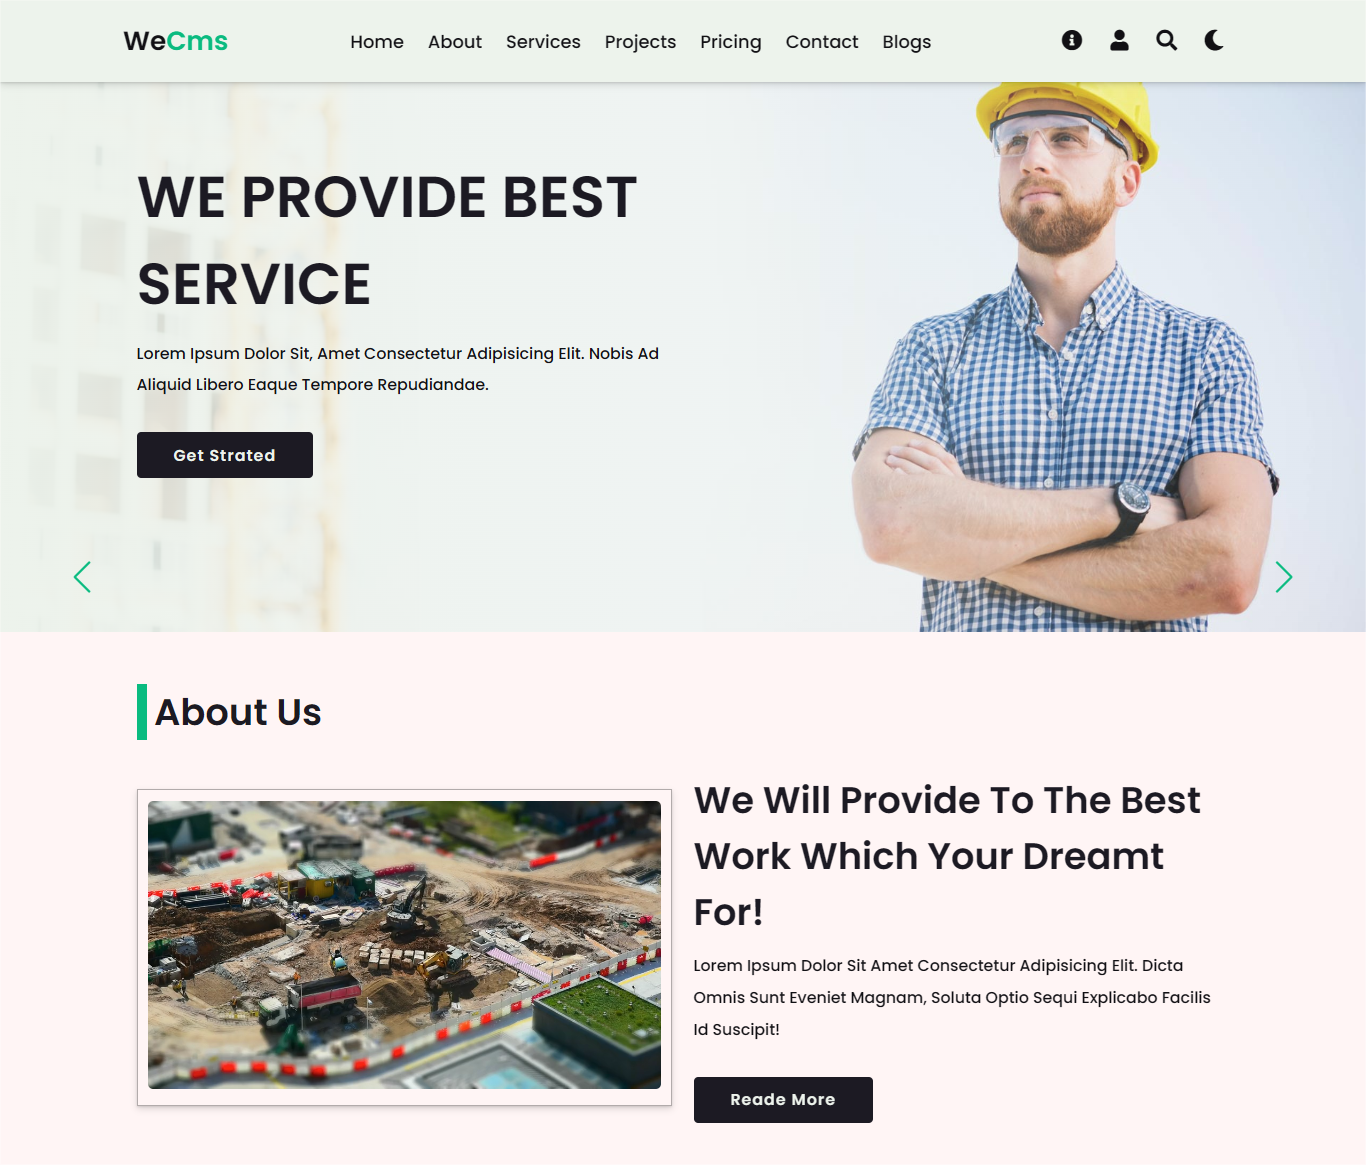 WeCms
Home About Services Projects Pricing Contact Blogs
WE PROVIDE BEST
SERVICE
Lorem Ipsum Dolor Sit, Amet Consectetur Adipisicing Elit. Nobis Ad
Aliquid Libero Eaque Tempore Repudiandae.
Get Strated
About Us
We Will Provide To The Best
Work Which Your Dreamt
For!
Lorem Ipsum Dolor Sit Amet Consectetur Adipisicing Elit. Dicta
Omnis Sunt Eveniet Magnam, Soluta Optio Sequi Explicabo Facilis
Id Suscipit!
Reade More